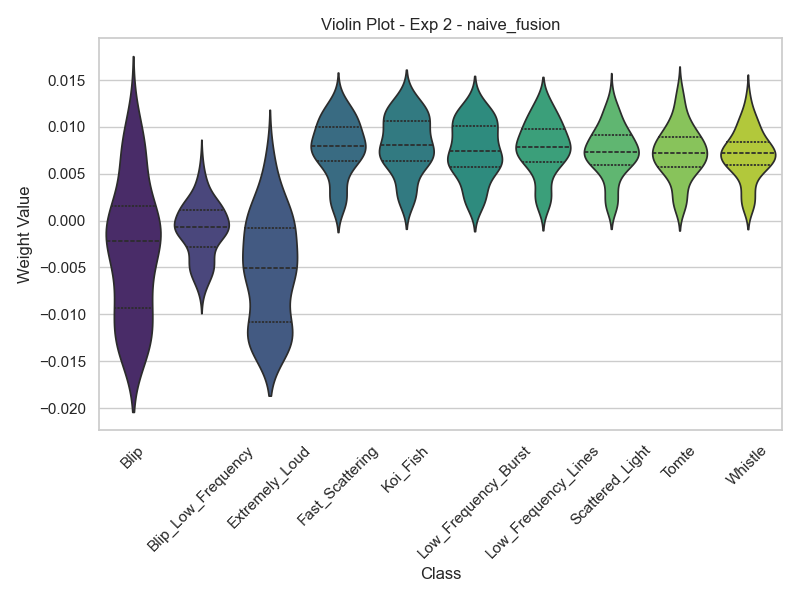 Violin Plot - Exp 2 - naive_fusion
Weight Value
0.015
0.010
0.005
0.000
−0.005
−0.010
−0.015
−0.020
Blip
Blip_Low_Frequency
Extremely_Loud
Fast_Scattering
Koi_Fish
Low_Frequency_Burst
Low_Frequency_Lines
Scattered_Light
Tomte
Whistle
Class